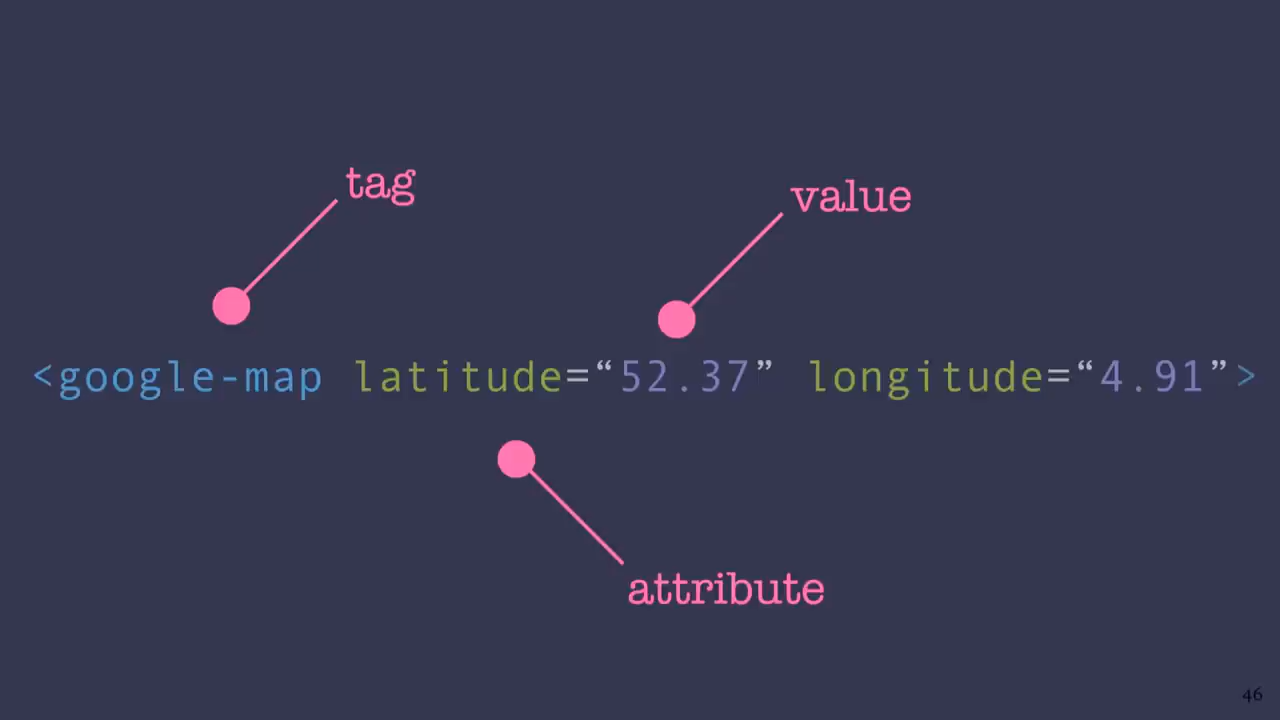 tag
value
<google-map latitude=“52.37” longitude=“4.91”>
attribute
46